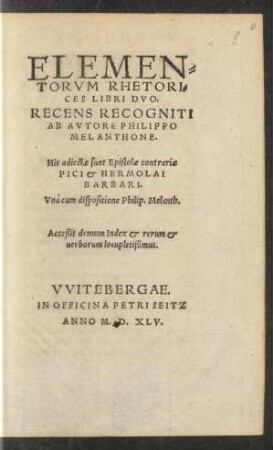 ELEMEN⸗
TORVM RHETORI,
CES LIBRI DVO.
RECENS RECOGNITI
AB AVTORE PHILIPPO
MELANTHONE.
His adiectæ sunt Epistolæ contrariæ
PICI & HERMOLAI
BARBARI.
Vnà cum dispositione Philip. Melanth.
Accessit demum Index & rerum &
uerborum locupletissimus.
VVITEBERGAE.
IN OFFICINA PETRI SEITZ
ANNO M. D. XLV.